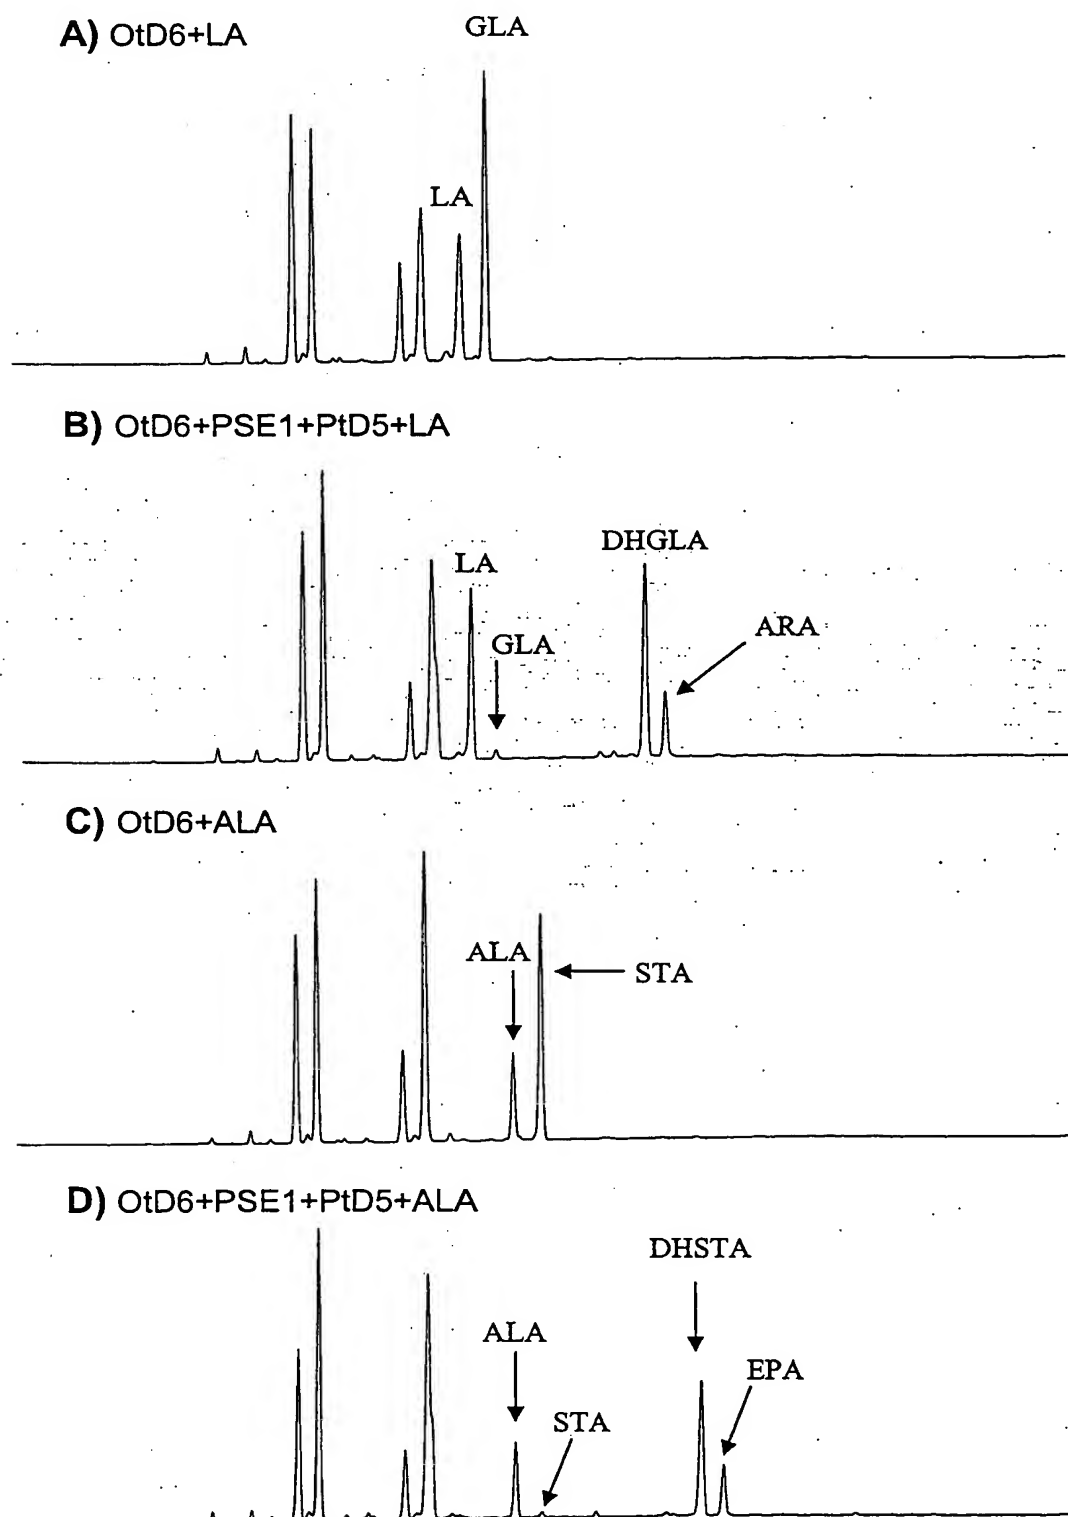 A) OtD6+LA
GLA
LA
B) OtD6+PSE1+PtD5+LA
LA
GLA
DHGLA
ARA
C) OtD6+ALA
ALA
STA
D) OtD6+PSE1+PtD5+ALA
ALA
STA
DHSTA
EPA